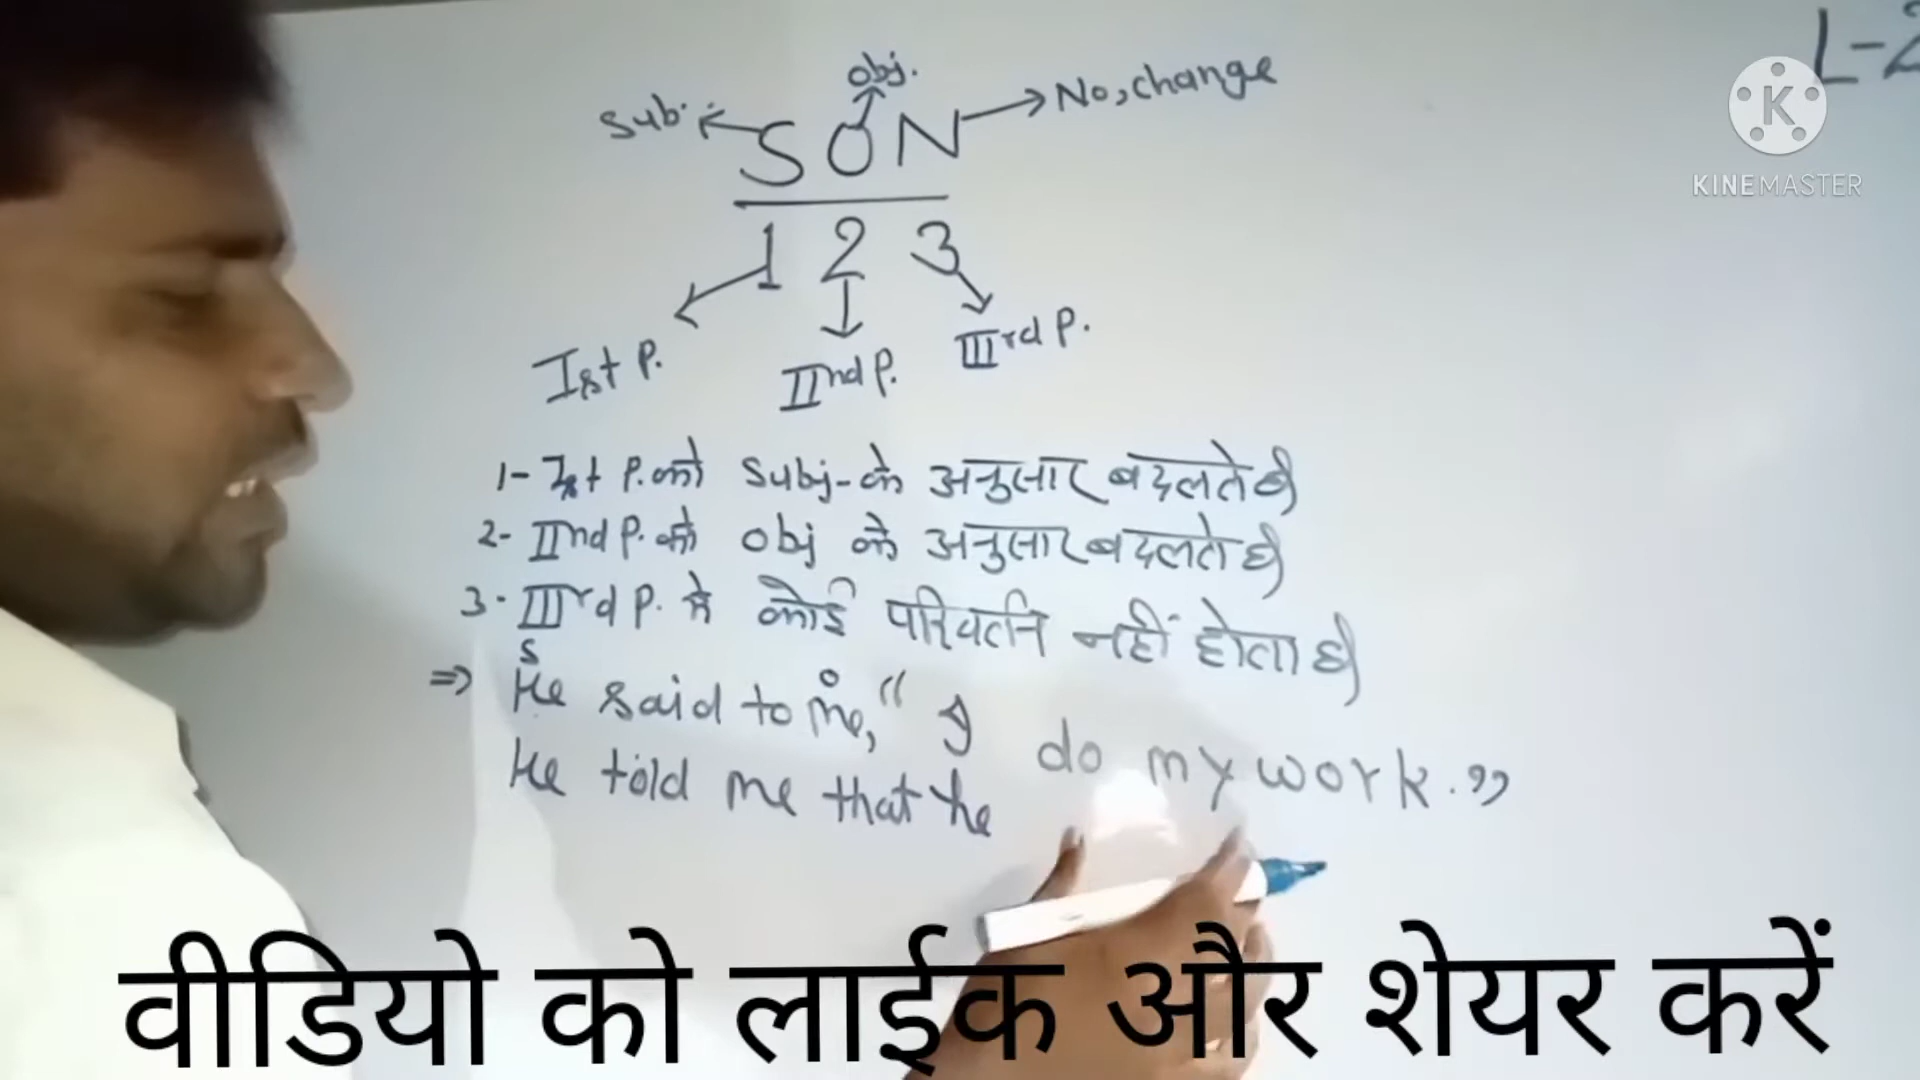 L-2
obj.
Sub. S O N No, change
1 2 3
Ist P. IInd P. IIIrd P.
1- Ist P. को Subj- के अनुसार बदलते है
2- IInd P. को obj के अनुसार बदलते है
3- IIIrd P. मे कोई परिवर्तन नहीं होता है
S O
⇒ He said to me, “I do my work.”
He told me that he
K
KINEMASTER
वीडियो को लाईक और शेयर करें